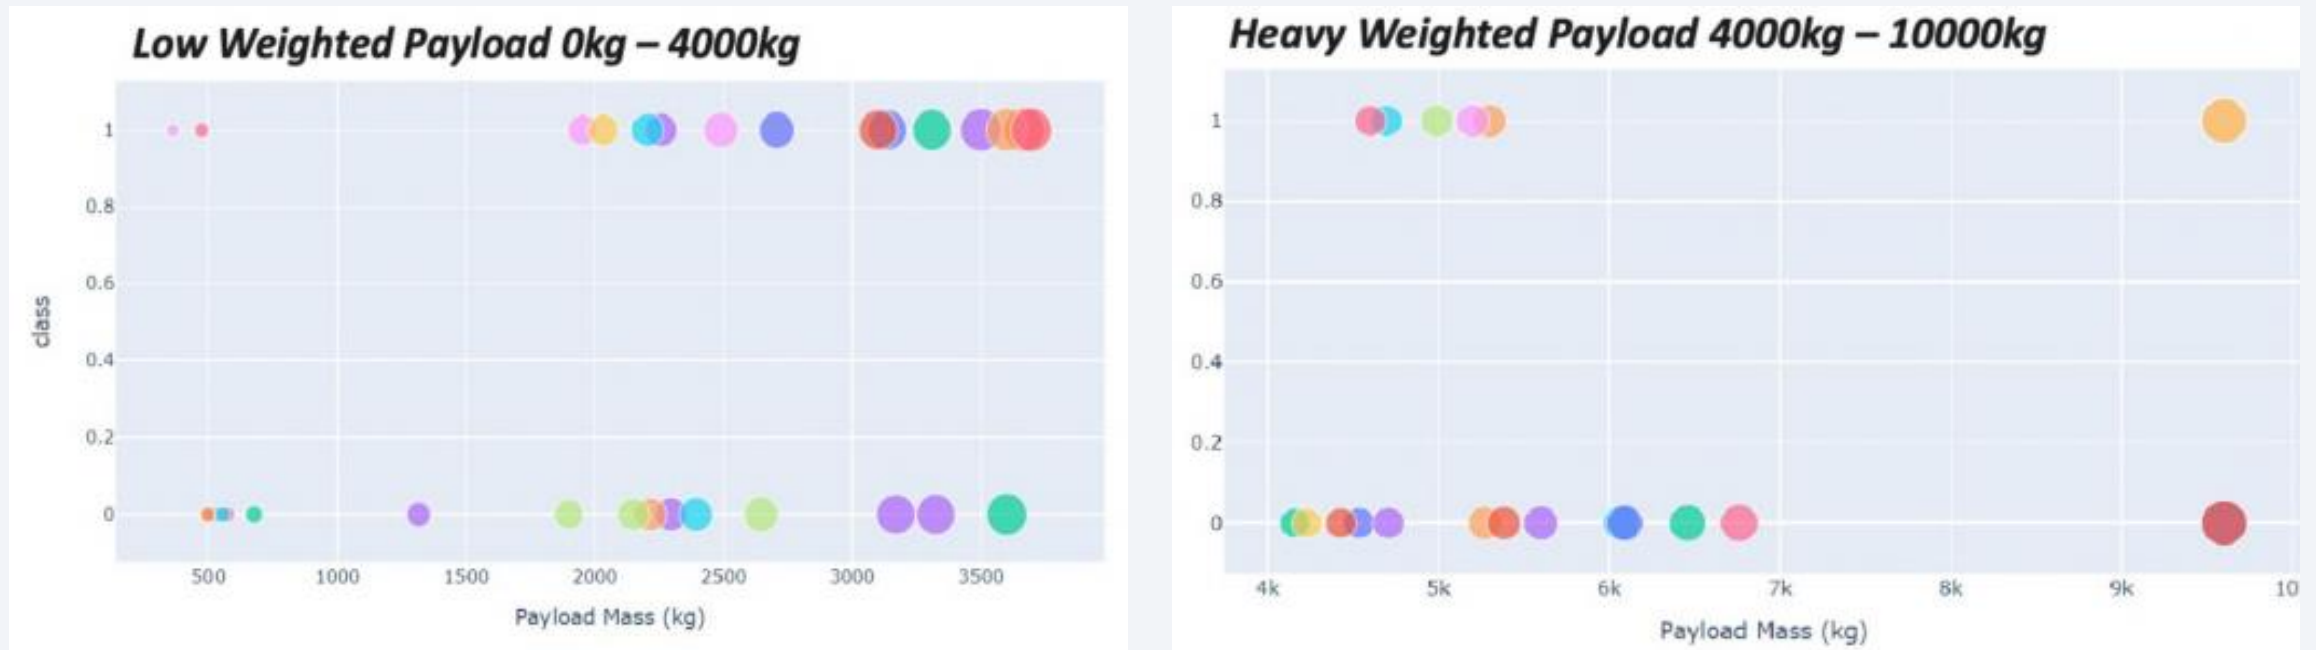 Low Weighted Payload 0kg – 4000kg
1
0.8
0.6
0.4
0.2
0
class
500 1000 1500 2000 2500 3000 3500
Payload Mass (kg)
Heavy Weighted Payload 4000kg – 10000kg
1
0.8
0.6
0.4
0.2
0
4k 5k 6k 7k 8k 9k 10
Payload Mass (kg)